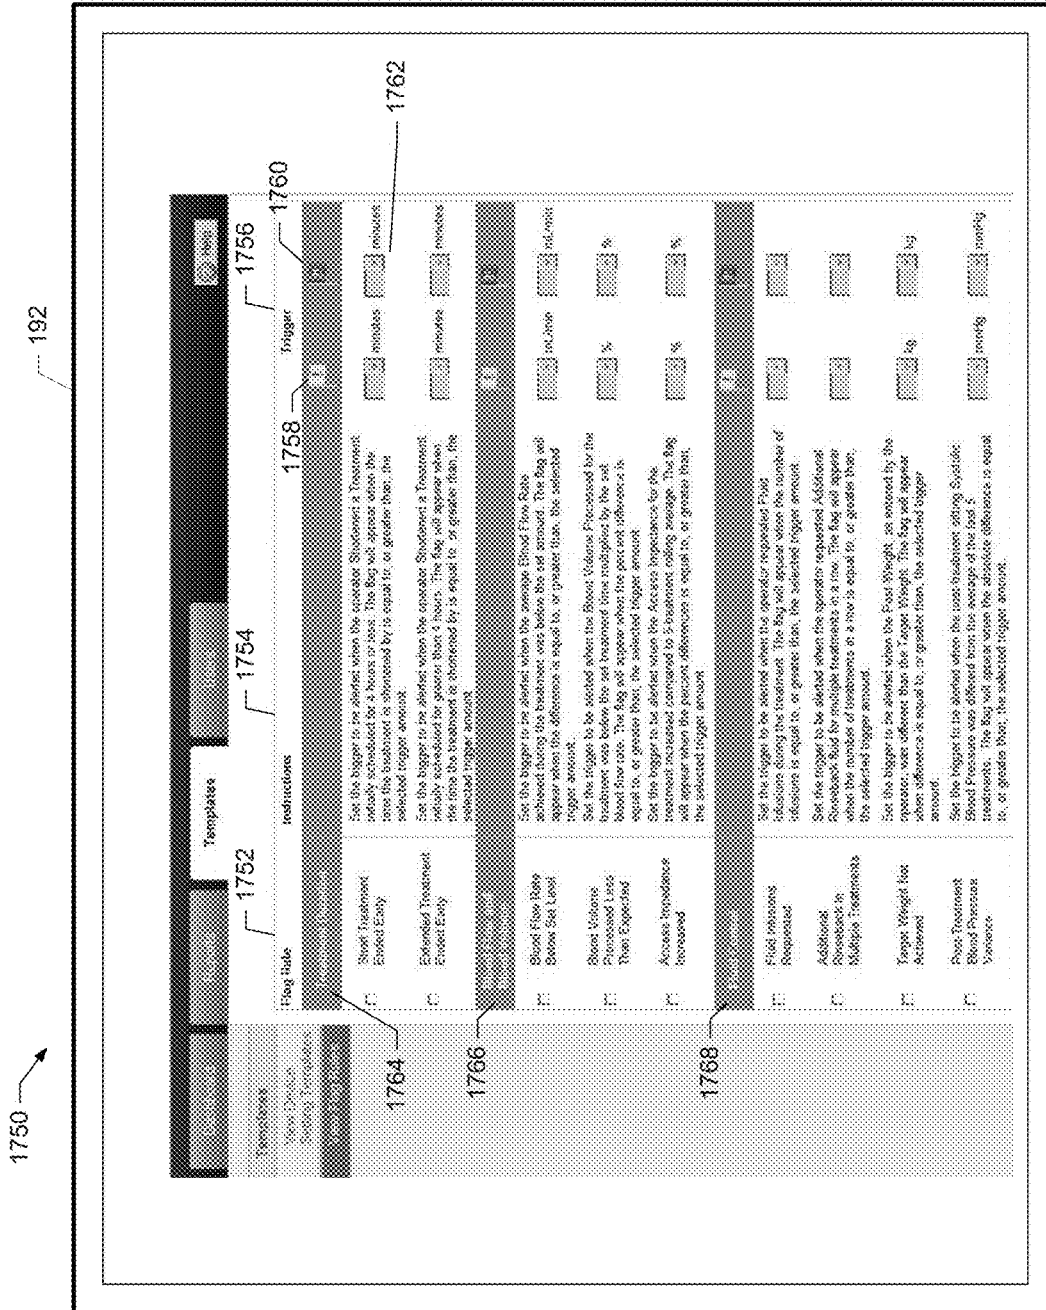 1750
192
Templates
Help
1752
1754
1756
1760
Flag Rule
Instructions
Trigger
1758
1762
Templates
View Device
Setting Templates
1764
Short Treatment
Ended Early
Set the trigger to be alerted when the operator Shortened a Treatment
initially scheduled for 4 hours or less. The flag will appear when the
time the treatment is shortened by is equal to, or greater than, the
selected trigger amount.
minutes
minutes
Extended Treatment
Ended Early
Set the trigger to be alerted when the operator Shortened a Treatment
initially scheduled for greater than 4 hours. The flag will appear when
the time the treatment is shortened by is equal to, or greater than, the
selected trigger amount
minutes
minutes
1766
Blood Flow Rate
Below Set Level
Set the trigger to be alerted when the average Blood Flow Rate
achieved during the treatment was below the set amount. The flag will
appear when the difference is equal to, or greater than, the selected
trigger amount.
mL/min
mL/min
Blood Volume
Processed Less
Than Expected
Set the trigger to be alerted when the Blood Volume Processed for the
treatment was below the set treatment time multiplied by the set
blood flow rate. The flag will appear when the percent difference is
equal to, or greater than, the selected trigger amount
%
%
Access Impedance
Increased
Set the trigger to be alerted when the Access Impedance for the
treatment increased compared to 5-treatment rolling average. The flag
will appear when the percent difference is equal to, or greater than,
the selected trigger amount
%
%
1768
Fluid Infusions
Requested
Set the trigger to be alerted when the operator requested Fluid
Infusions during the treatment. The flag will appear when the number of
infusions is equal to, or greater than, the selected trigger amount.
Additional
Rinseback in
Multiple Treatments
Set the trigger to be alerted when the operator requested Additional
Rinseback fluid for multiple treatments in a row. The flag will appear
when the number of treatments in a row is equal to, or greater than,
the selected trigger amount.
Target Weight Not
Achieved
Set the trigger to be alerted when the Post Weight, as entered by the
operator, was different than the Target Weight. The flag will appear
when difference is equal to, or greater than, the selected trigger
amount.
kg
kg
Post-Treatment
Blood Pressure
Variance
Set the trigger to be alerted when the post-treatment sitting Systolic
Blood Pressure was different from the average of the last 5
treatments. The flag will appear when the absolute difference is equal
to, or greater than, the selected trigger amount.
mmHg
mmHg